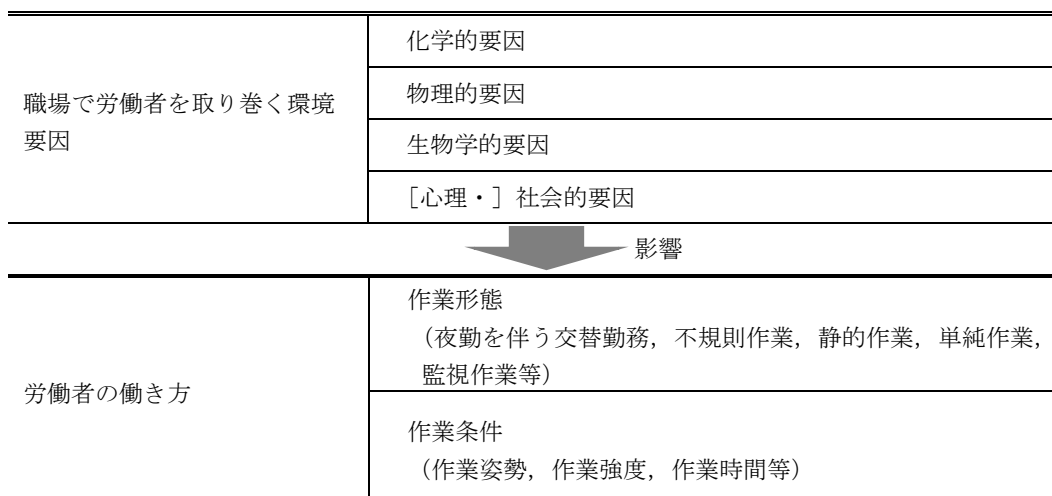 職場で労働者を取り巻く環境
要因
化学的要因
物理的要因
生物学的要因
［心理・］社会的要因
影響
労働者の働き方
作業形態
（夜勤を伴う交替勤務，不規則作業，静的作業，単純作業，
監視作業等）
作業条件
（作業姿勢，作業強度，作業時間等）